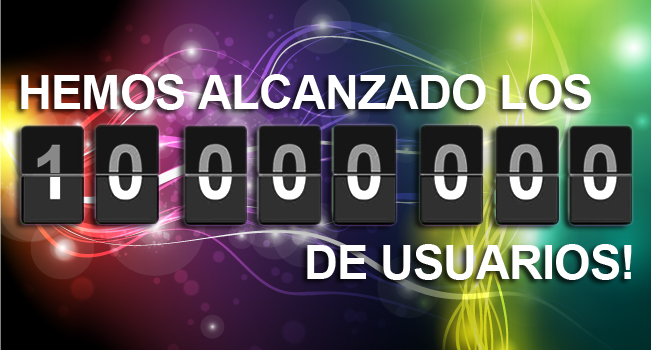 HEMOS ALCANZADO LOS
10 000 000
DE USUARIOS!